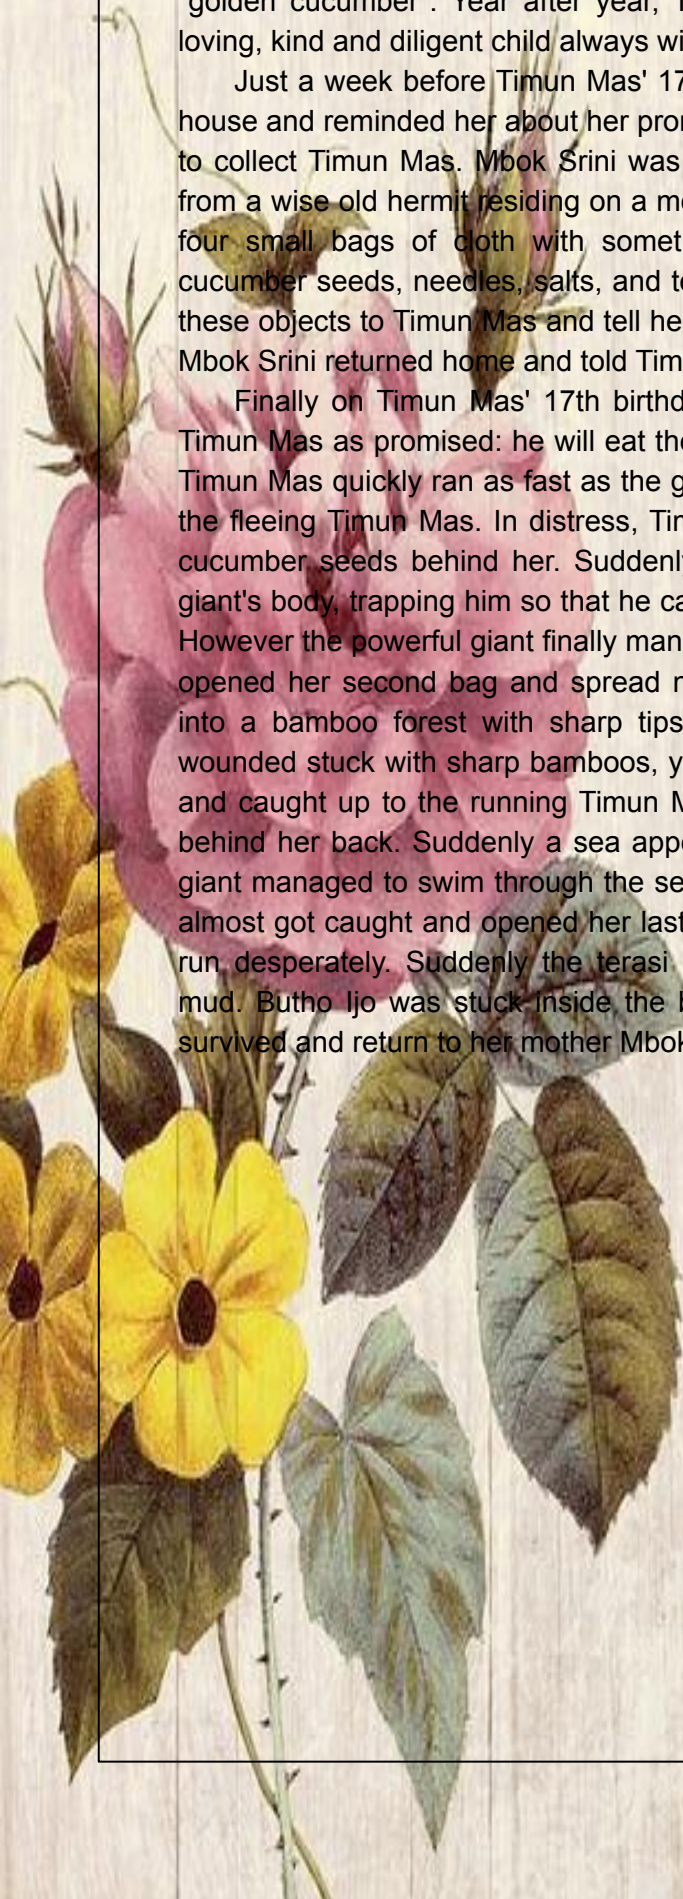 "golden cucumber". Year after year,
loving, kind and diligent child always wi
Just a week before Timun Mas' 17
house and reminded her about her pro
to collect Timun Mas. Mbok Srini was
from a wise old hermit residing on a m
four small bags of cloth with somet
cucumber seeds, needles, salts, and t
these objects to Timun Mas and tell he
Mbok Srini returned home and told Tim
Finally on Timun Mas' 17th birthd
Timun Mas as promised: he will eat th
Timun Mas quickly ran as fast as the g
the fleeing Timun Mas. In distress, Ti
cucumber seeds behind her. Suddenl
giant's body, trapping him so that he ca
However the powerful giant finally man
opened her second bag and spread
into a bamboo forest with sharp tips
wounded stuck with sharp bamboos, y
and caught up to the running Timun M
behind her back. Suddenly a sea app
giant managed to swim through the se
almost got caught and opened her last
run desperately. Suddenly the terasi
mud. Butho Ijo was stuck inside the
survived and return to her mother Mbok